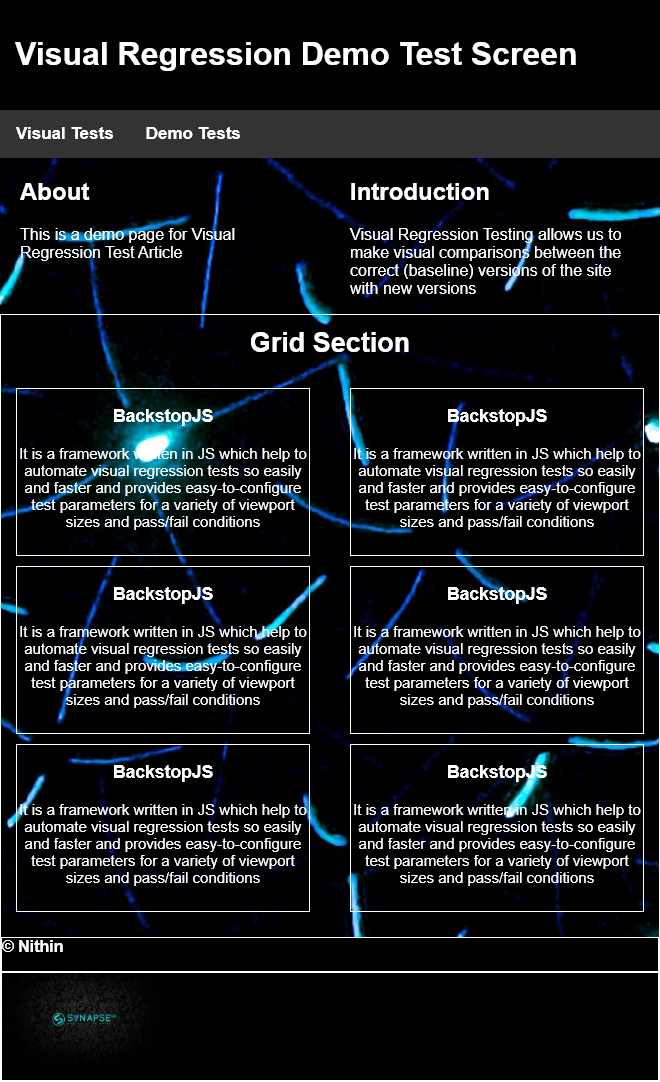 Visual Regression Demo Test Screen
Visual Tests Demo Tests
About
This is a demo page for Visual
Regression Test Article
Introduction
Visual Regression Testing allows us to
make visual comparisons between the
correct (baseline) versions of the site
with new versions
Grid Section
BackstopJS
It is a framework written in JS which help to
automate visual regression tests so easily
and faster and provides easy-to-configure
test parameters for a variety of viewport
sizes and pass/fail conditions
BackstopJS
It is a framework written in JS which help to
automate visual regression tests so easily
and faster and provides easy-to-configure
test parameters for a variety of viewport
sizes and pass/fail conditions
BackstopJS
It is a framework written in JS which help to
automate visual regression tests so easily
and faster and provides easy-to-configure
test parameters for a variety of viewport
sizes and pass/fail conditions
BackstopJS
It is a framework written in JS which help to
automate visual regression tests so easily
and faster and provides easy-to-configure
test parameters for a variety of viewport
sizes and pass/fail conditions
BackstopJS
It is a framework written in JS which help to
automate visual regression tests so easily
and faster and provides easy-to-configure
test parameters for a variety of viewport
sizes and pass/fail conditions
BackstopJS
It is a framework written in JS which help to
automate visual regression tests so easily
and faster and provides easy-to-configure
test parameters for a variety of viewport
sizes and pass/fail conditions
© Nithin
SYNAPSE